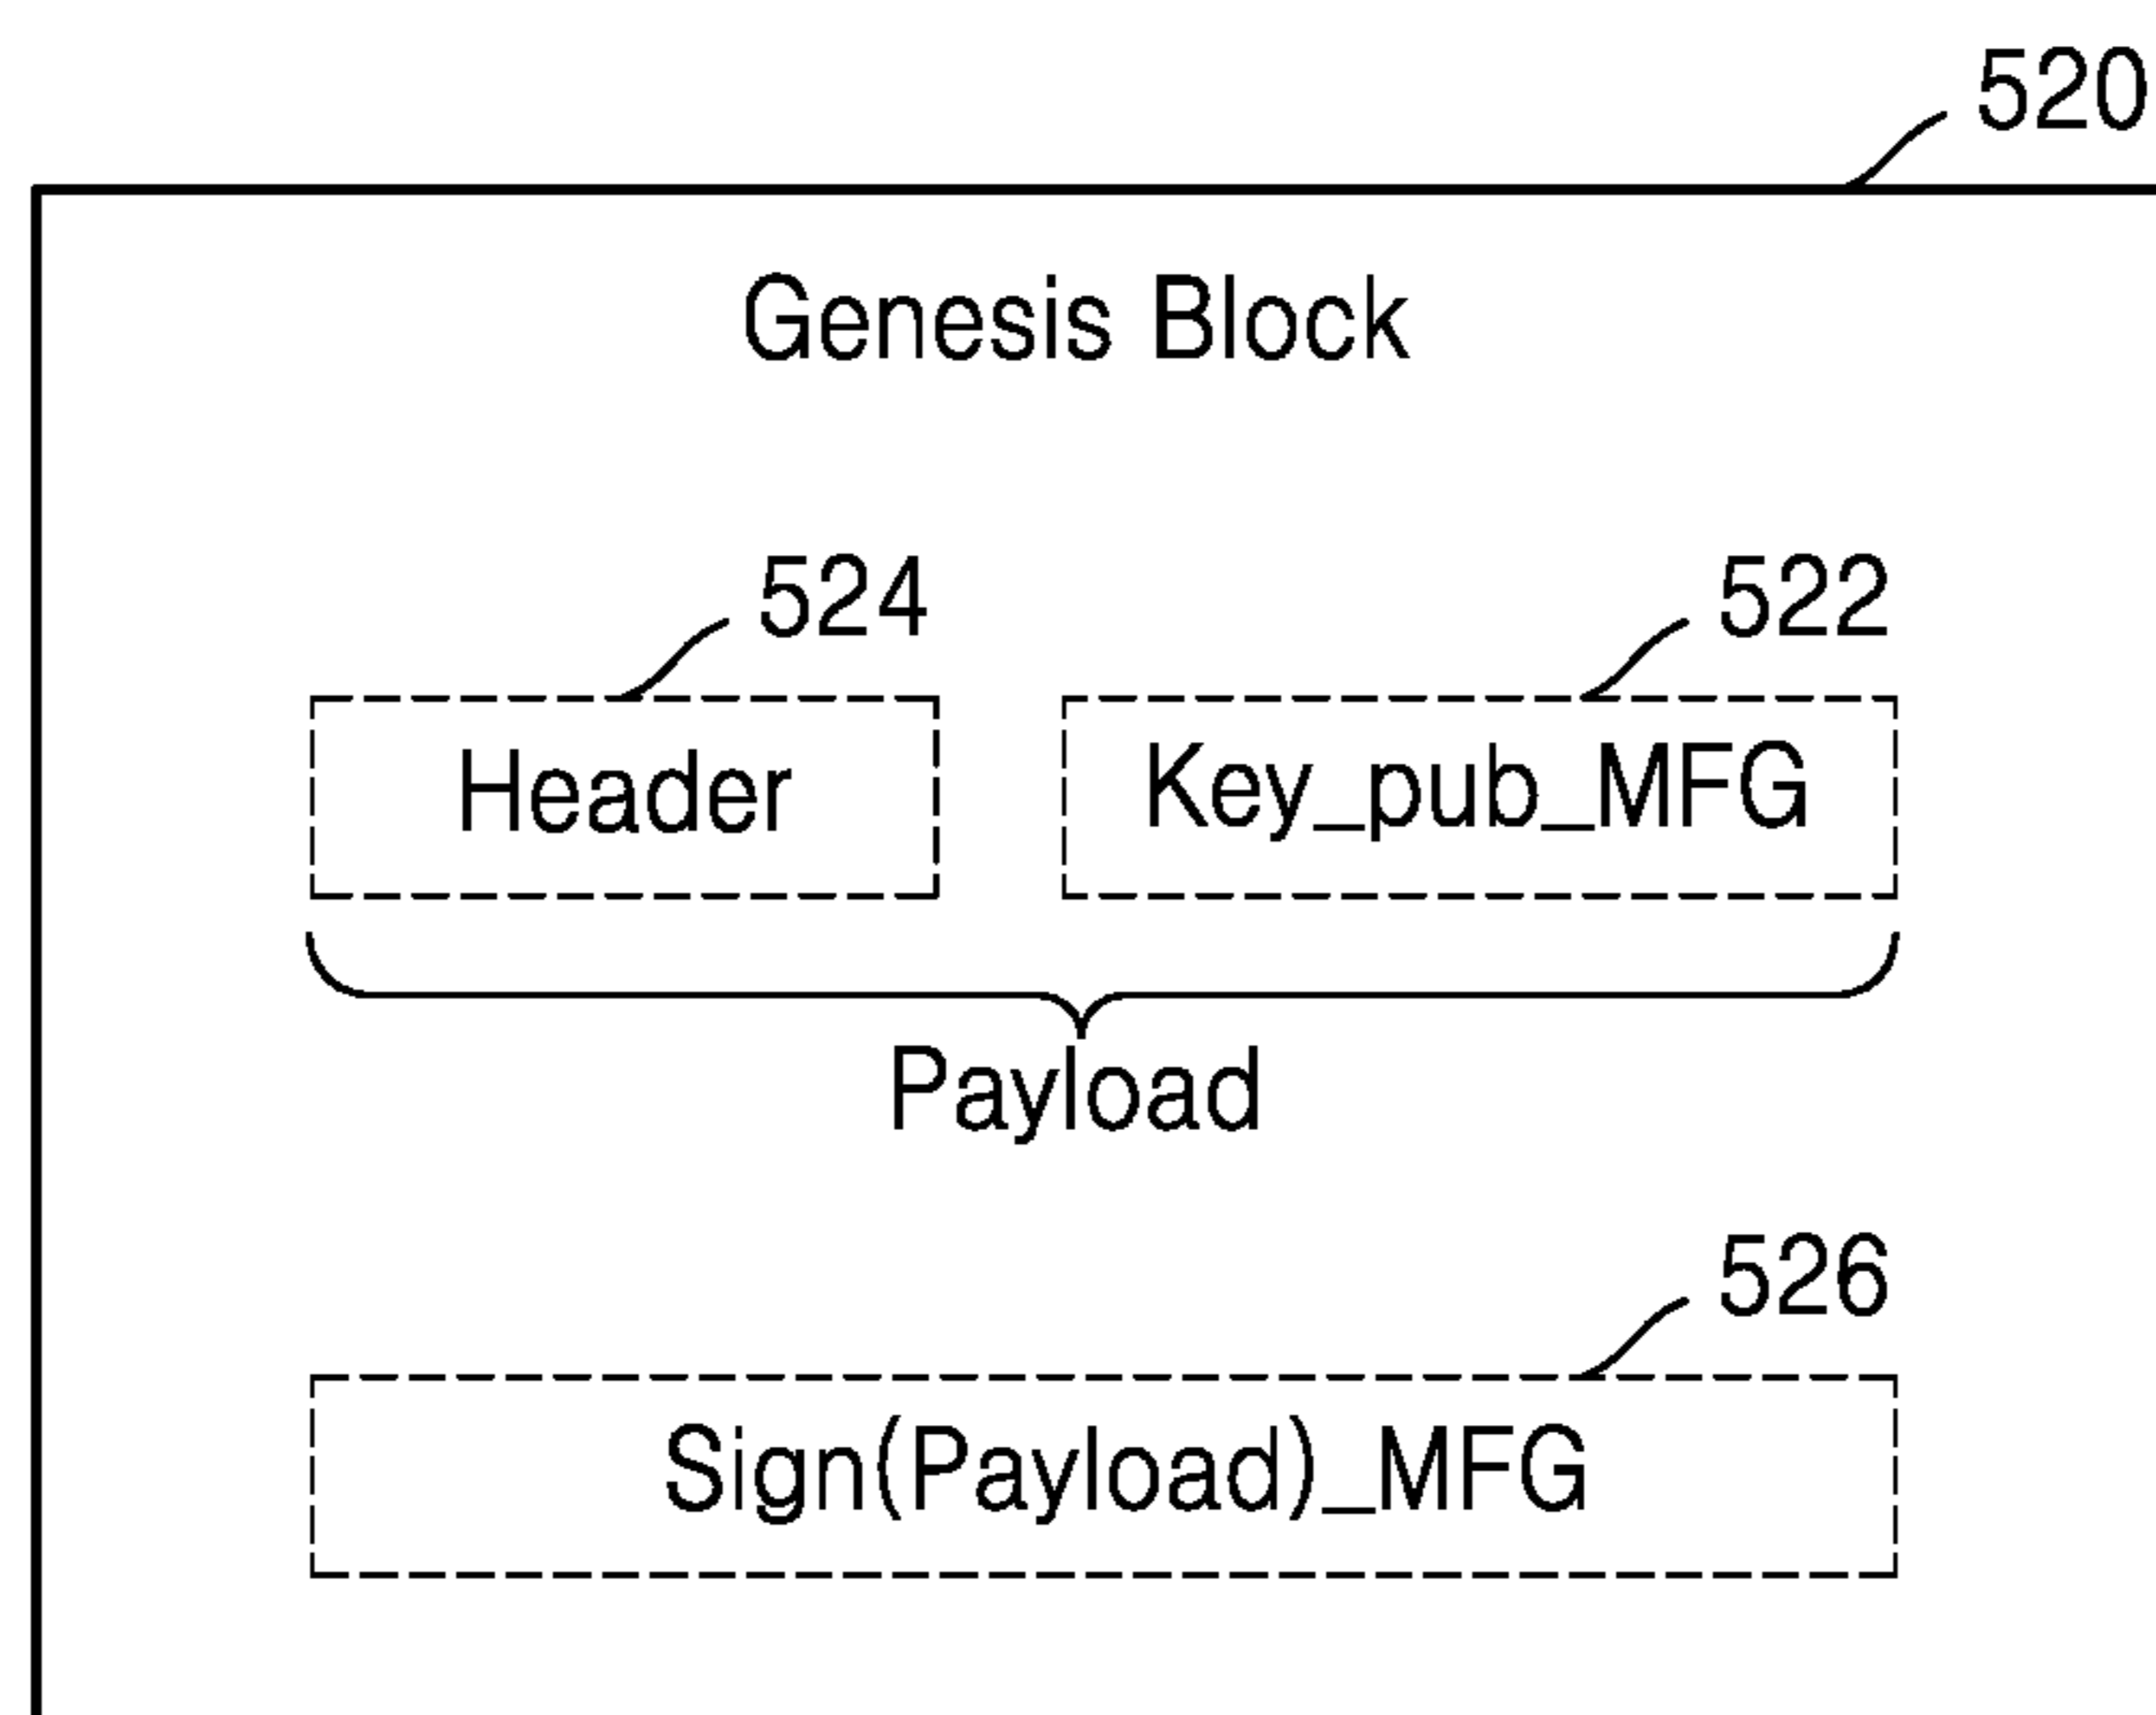 520
Genesis Block
524
522
Header
Key_pub_MFG
Payload
526
Sign(Payload)_MFG